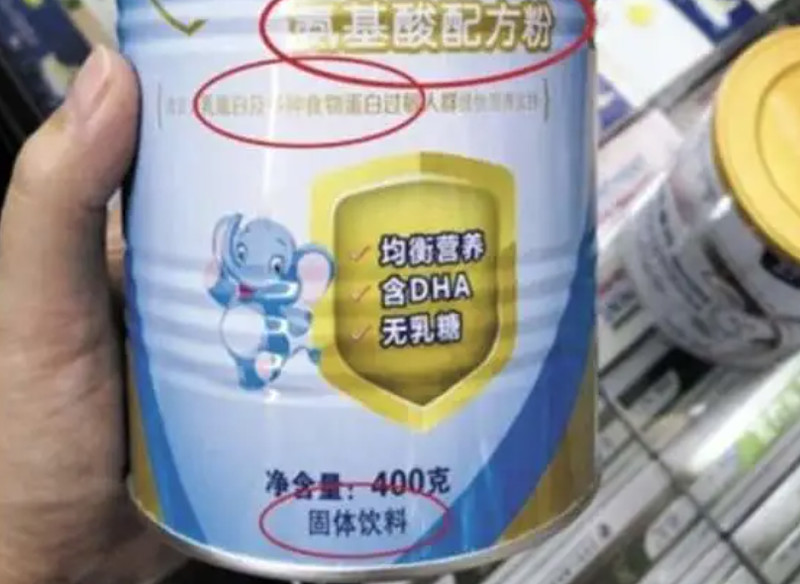 氨基酸配方粉
乳蛋白及多种食物蛋白过敏人群
均衡营养
含DHA
无乳糖
净含量：400克
固体饮料